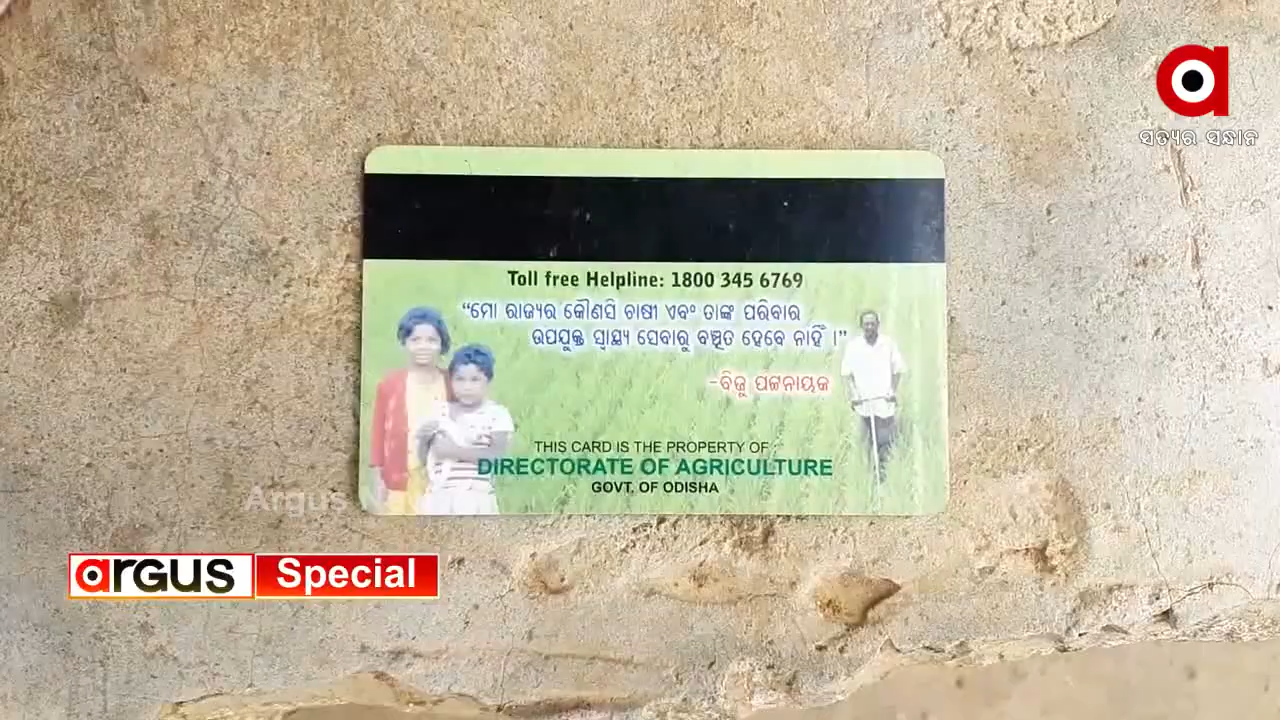 a
ସତ୍ୟର ସନ୍ଧାନ
Toll free Helpline: 1800 345 6769
“ମୋ ରାଜ୍ୟର କୌଣସି ଚାଷୀ ଏବଂ ତାଙ୍କ ପରିବାର
ଉପଯୁକ୍ତ ସ୍ୱାସ୍ଥ୍ୟ ସେବାରୁ ବଞ୍ଚିତ ହେବେ ନାହିଁ ।”
-ବିଜୁ ପଟ୍ଟନାୟକ
THIS CARD IS THE PROPERTY OF :
DIRECTORATE OF AGRICULTURE
GOVT. OF ODISHA
Argus
argus Special